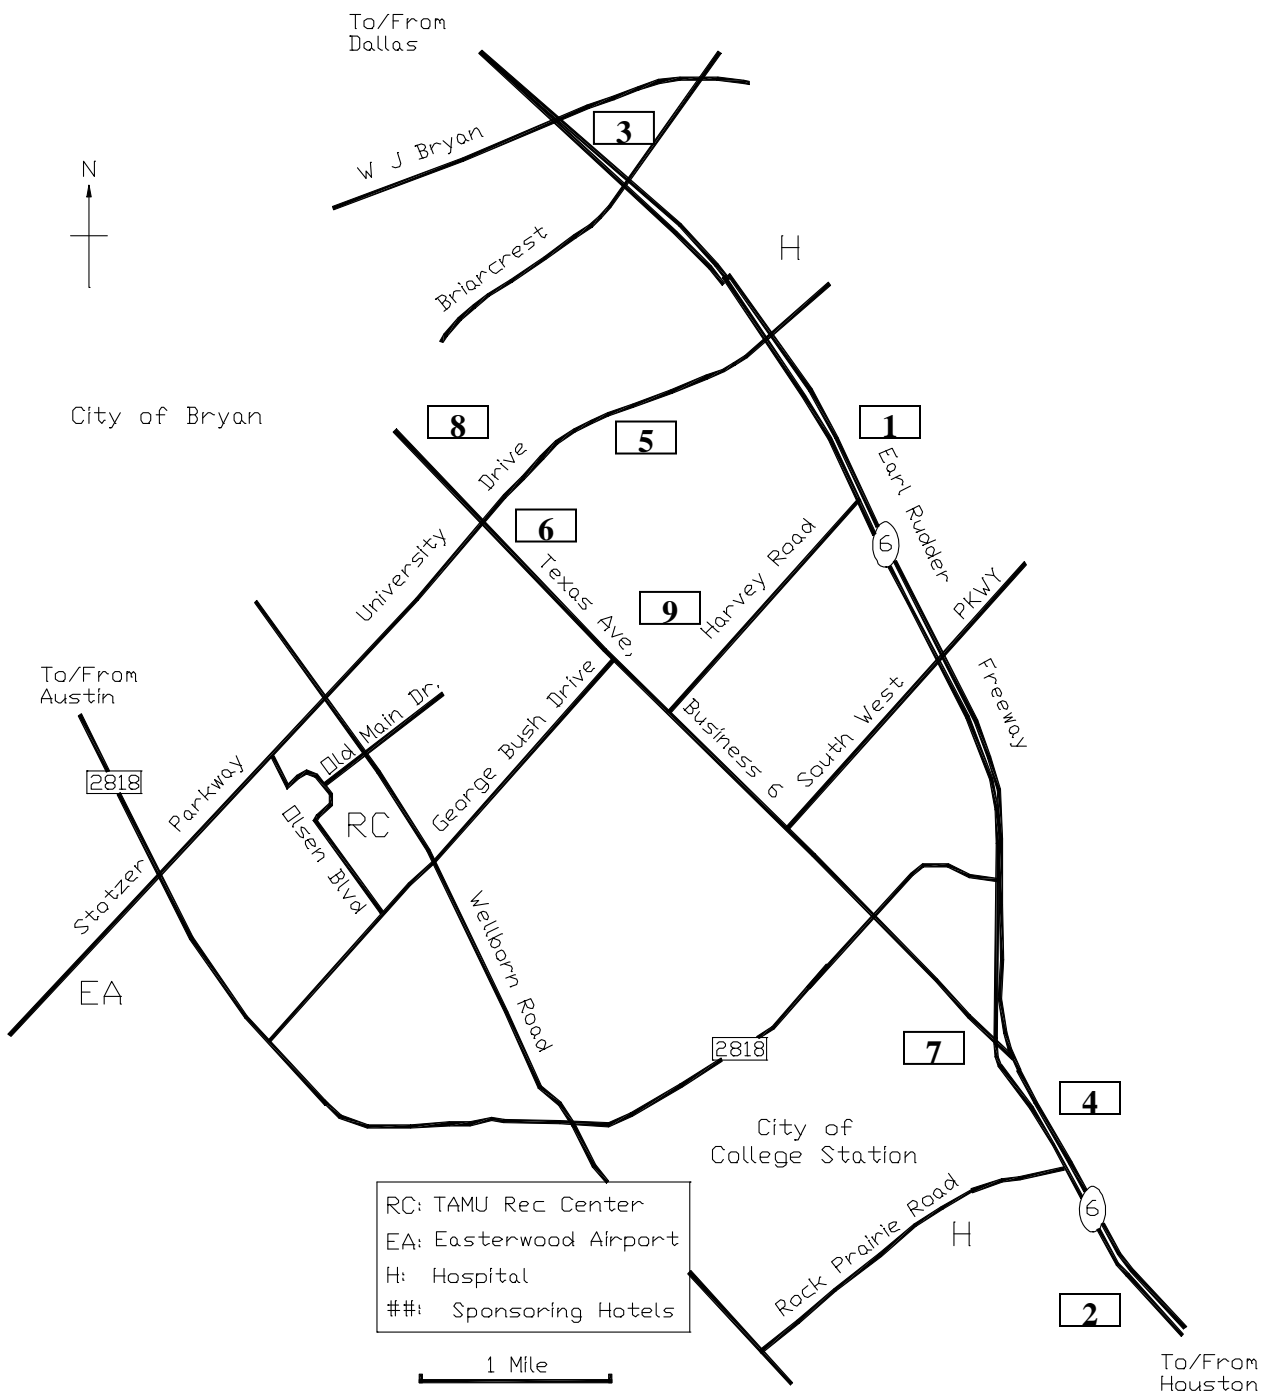 To/From
Dallas
3
W J Bryan
N
H
Briarcrest
City of Bryan
8
5
1
Drive
Earl Rudder
6
6
University
Texas Ave,
Harvey Road
9
PKWY
To/From
Austin
Old Main Dr.
George Bush Drive
Business 6
South West
Freeway
2818
Parkway
RC
Olsen Blvd
Stotzer
Wellborn Road
EA
2818
7
4
City of
College Station
RC: TAMU Rec Center
EA: Easterwood Airport
H: Hospital
##: Sponsoring Hotels
Rock Prairie Road
6
H
2
1 Mile
To/From
Houston